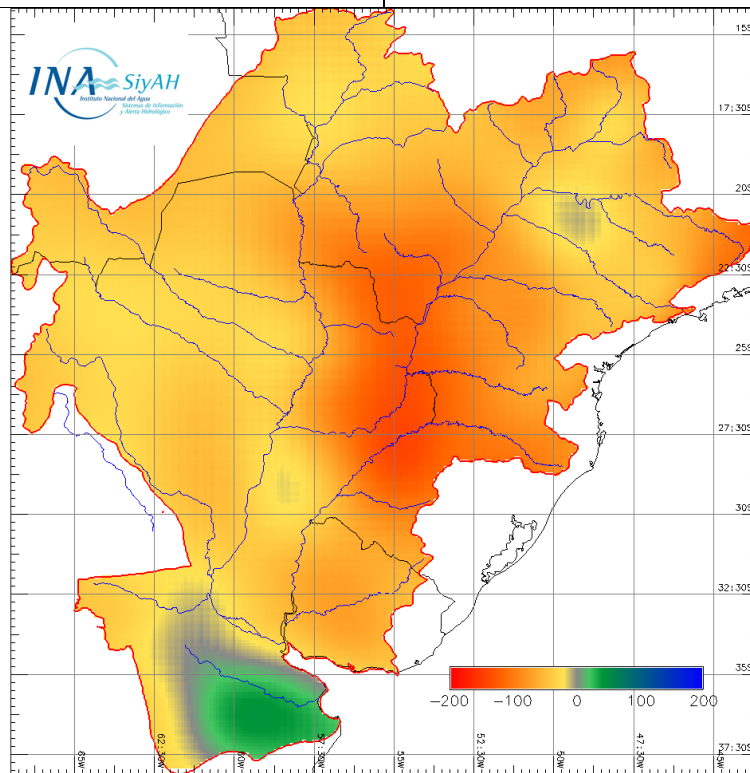 INA SiyAH
Instituto Nacional del Agua
Sistemas de Información
y Alerta Hidrológico
15S
17:30S
20S
22:30S
25S
27:30S
30S
32:30S
35S
37:30S
65W
62:30W
60W
57:30W
55W
52:30W
50W
47:30W
45W
−200 −100 0 100 200